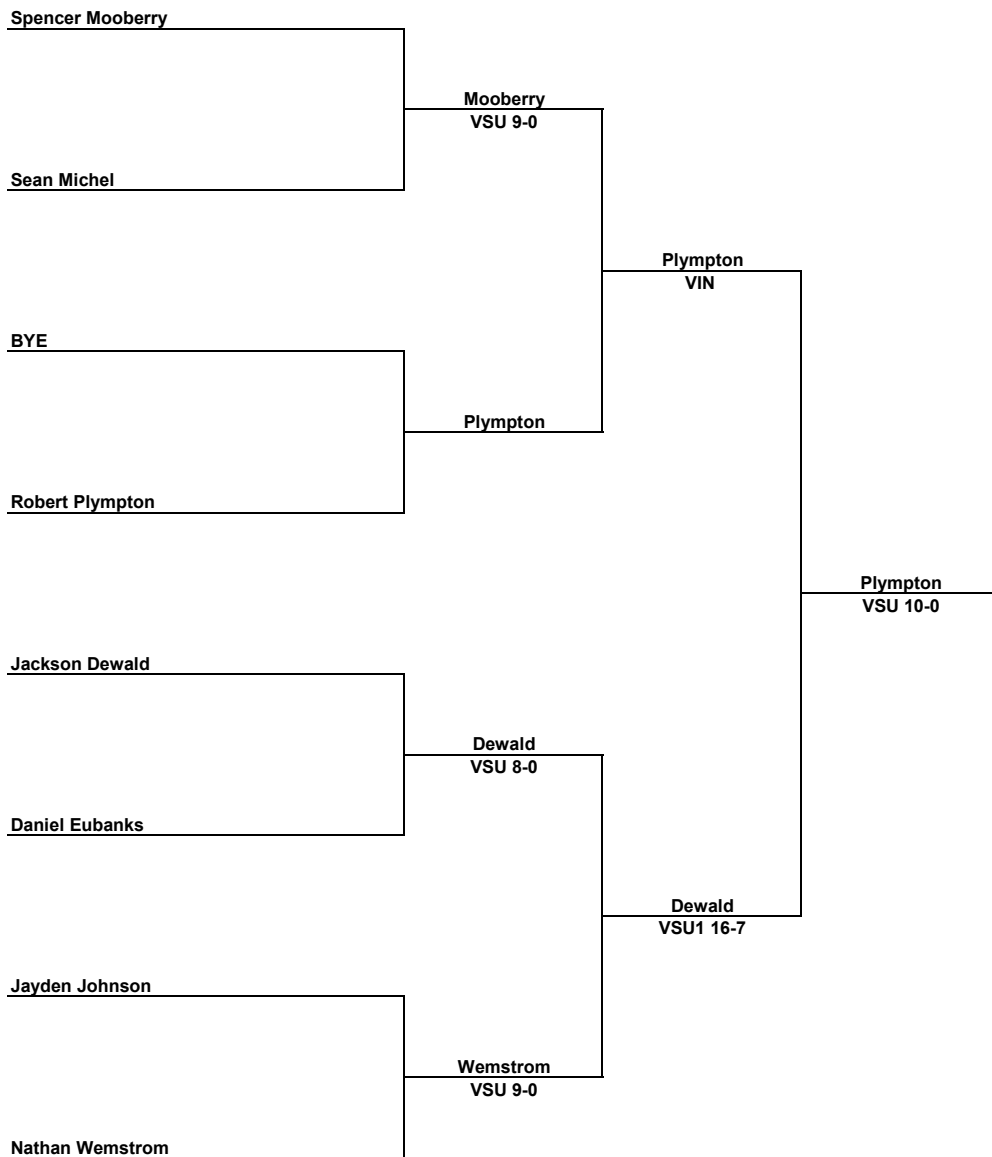 Spencer Mooberry
Mooberry
VSU 9-0
Sean Michel
Plympton
VIN
BYE
Plympton
Robert Plympton
Plympton
VSU 10-0
Jackson Dewald
Dewald
VSU 8-0
Daniel Eubanks
Dewald
VSU1 16-7
Jayden Johnson
Wemstrom
VSU 9-0
Nathan Wemstrom